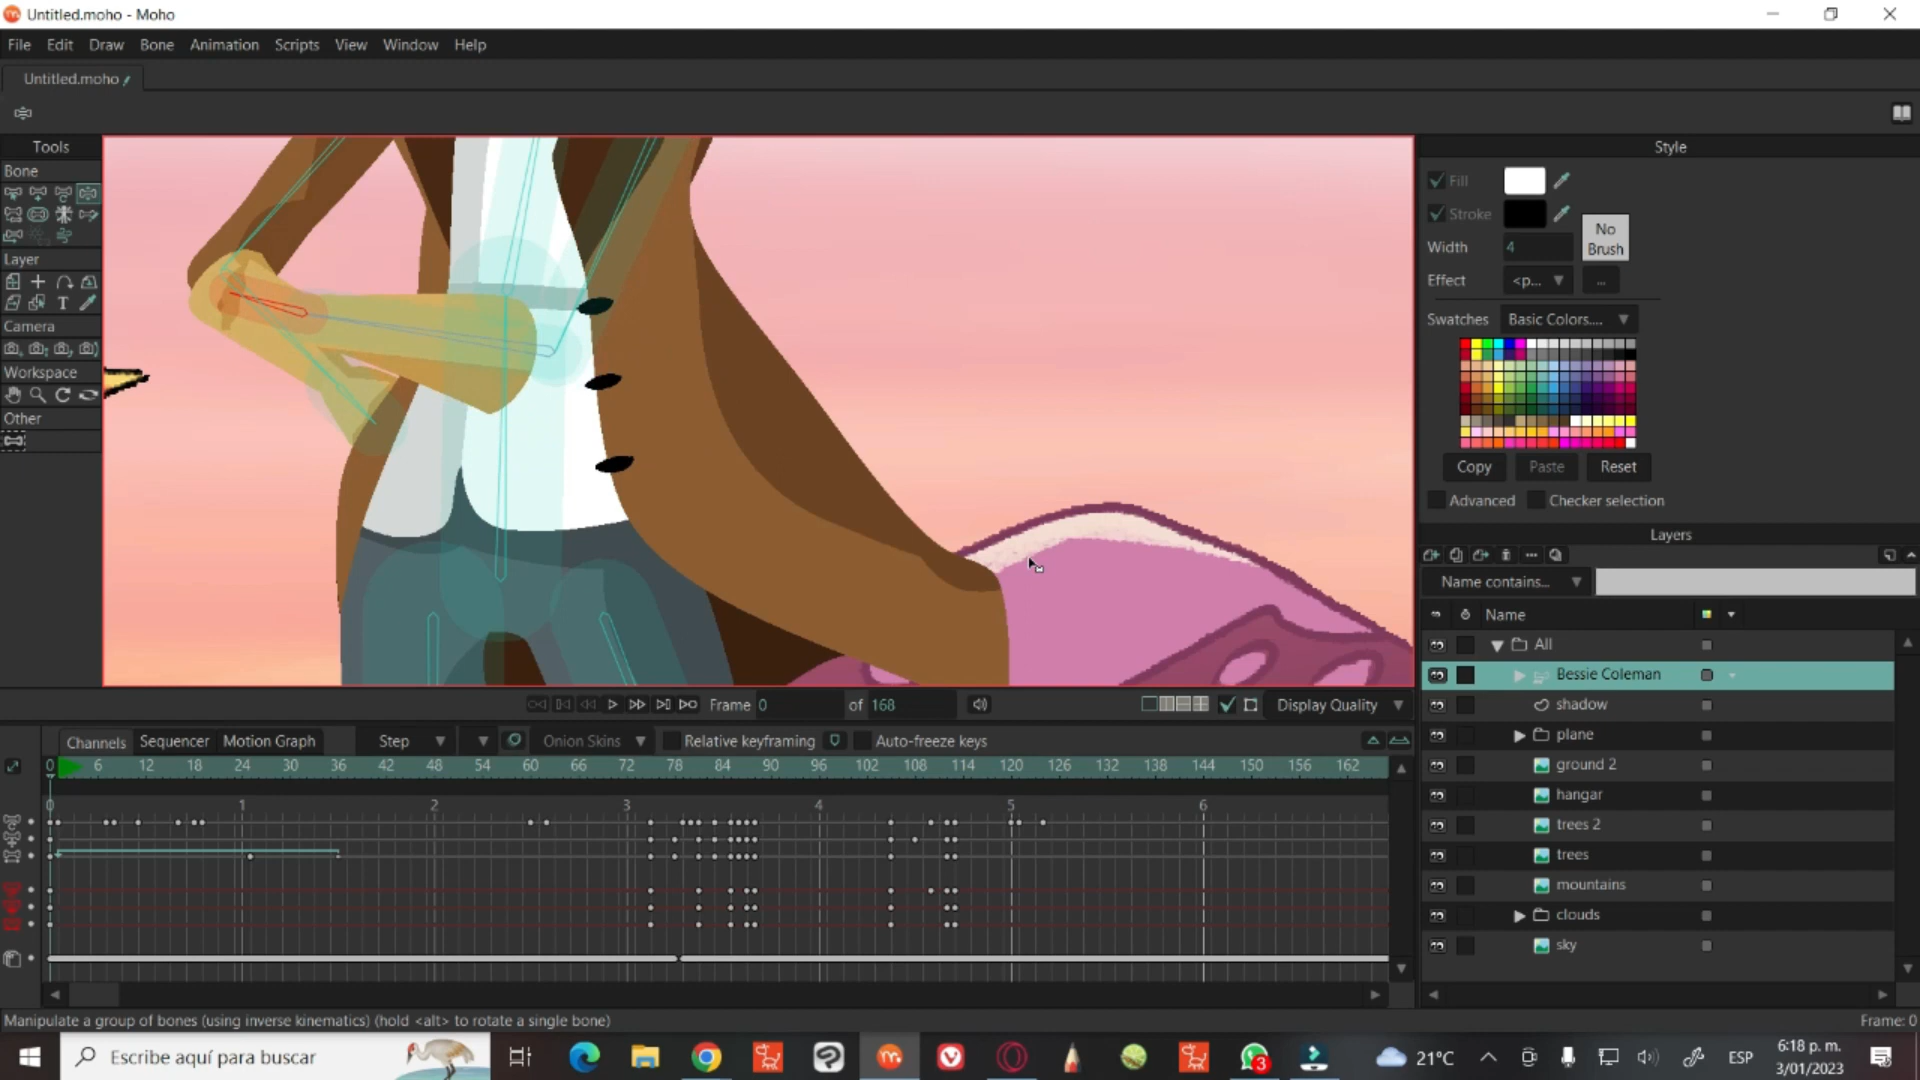 Untitled.moho - Moho
File Edit Draw Bone Animation Scripts View Window Help
Untitled.moho
Tools
Bone
Layer
Camera
Workspace
Other
Style
Fill
Stroke
Width 4
No Brush
Effect <p... ...
Swatches Basic Colors....
Copy Paste Reset
Advanced Checker selection
Layers
Name contains...
Name
All
Bessie Coleman
shadow
plane
ground 2
hangar
trees 2
trees
mountains
clouds
sky
Frame 0 of 168 Display Quality
Channels Sequencer Motion Graph Step Onion Skins Relative keyframing Auto-freeze keys
0 6 12 18 24 30 36 42 48 54 60 66 72 78 84 90 96 102 108 114 120 126 132 138 144 150 156 162
0 1 2 3 4 5 6
Manipulate a group of bones (using inverse kinematics) (hold <alt> to rotate a single bone) Frame: 0
Escribe aquí para buscar
3
21°C ESP
6:18 p. m.
3/01/2023